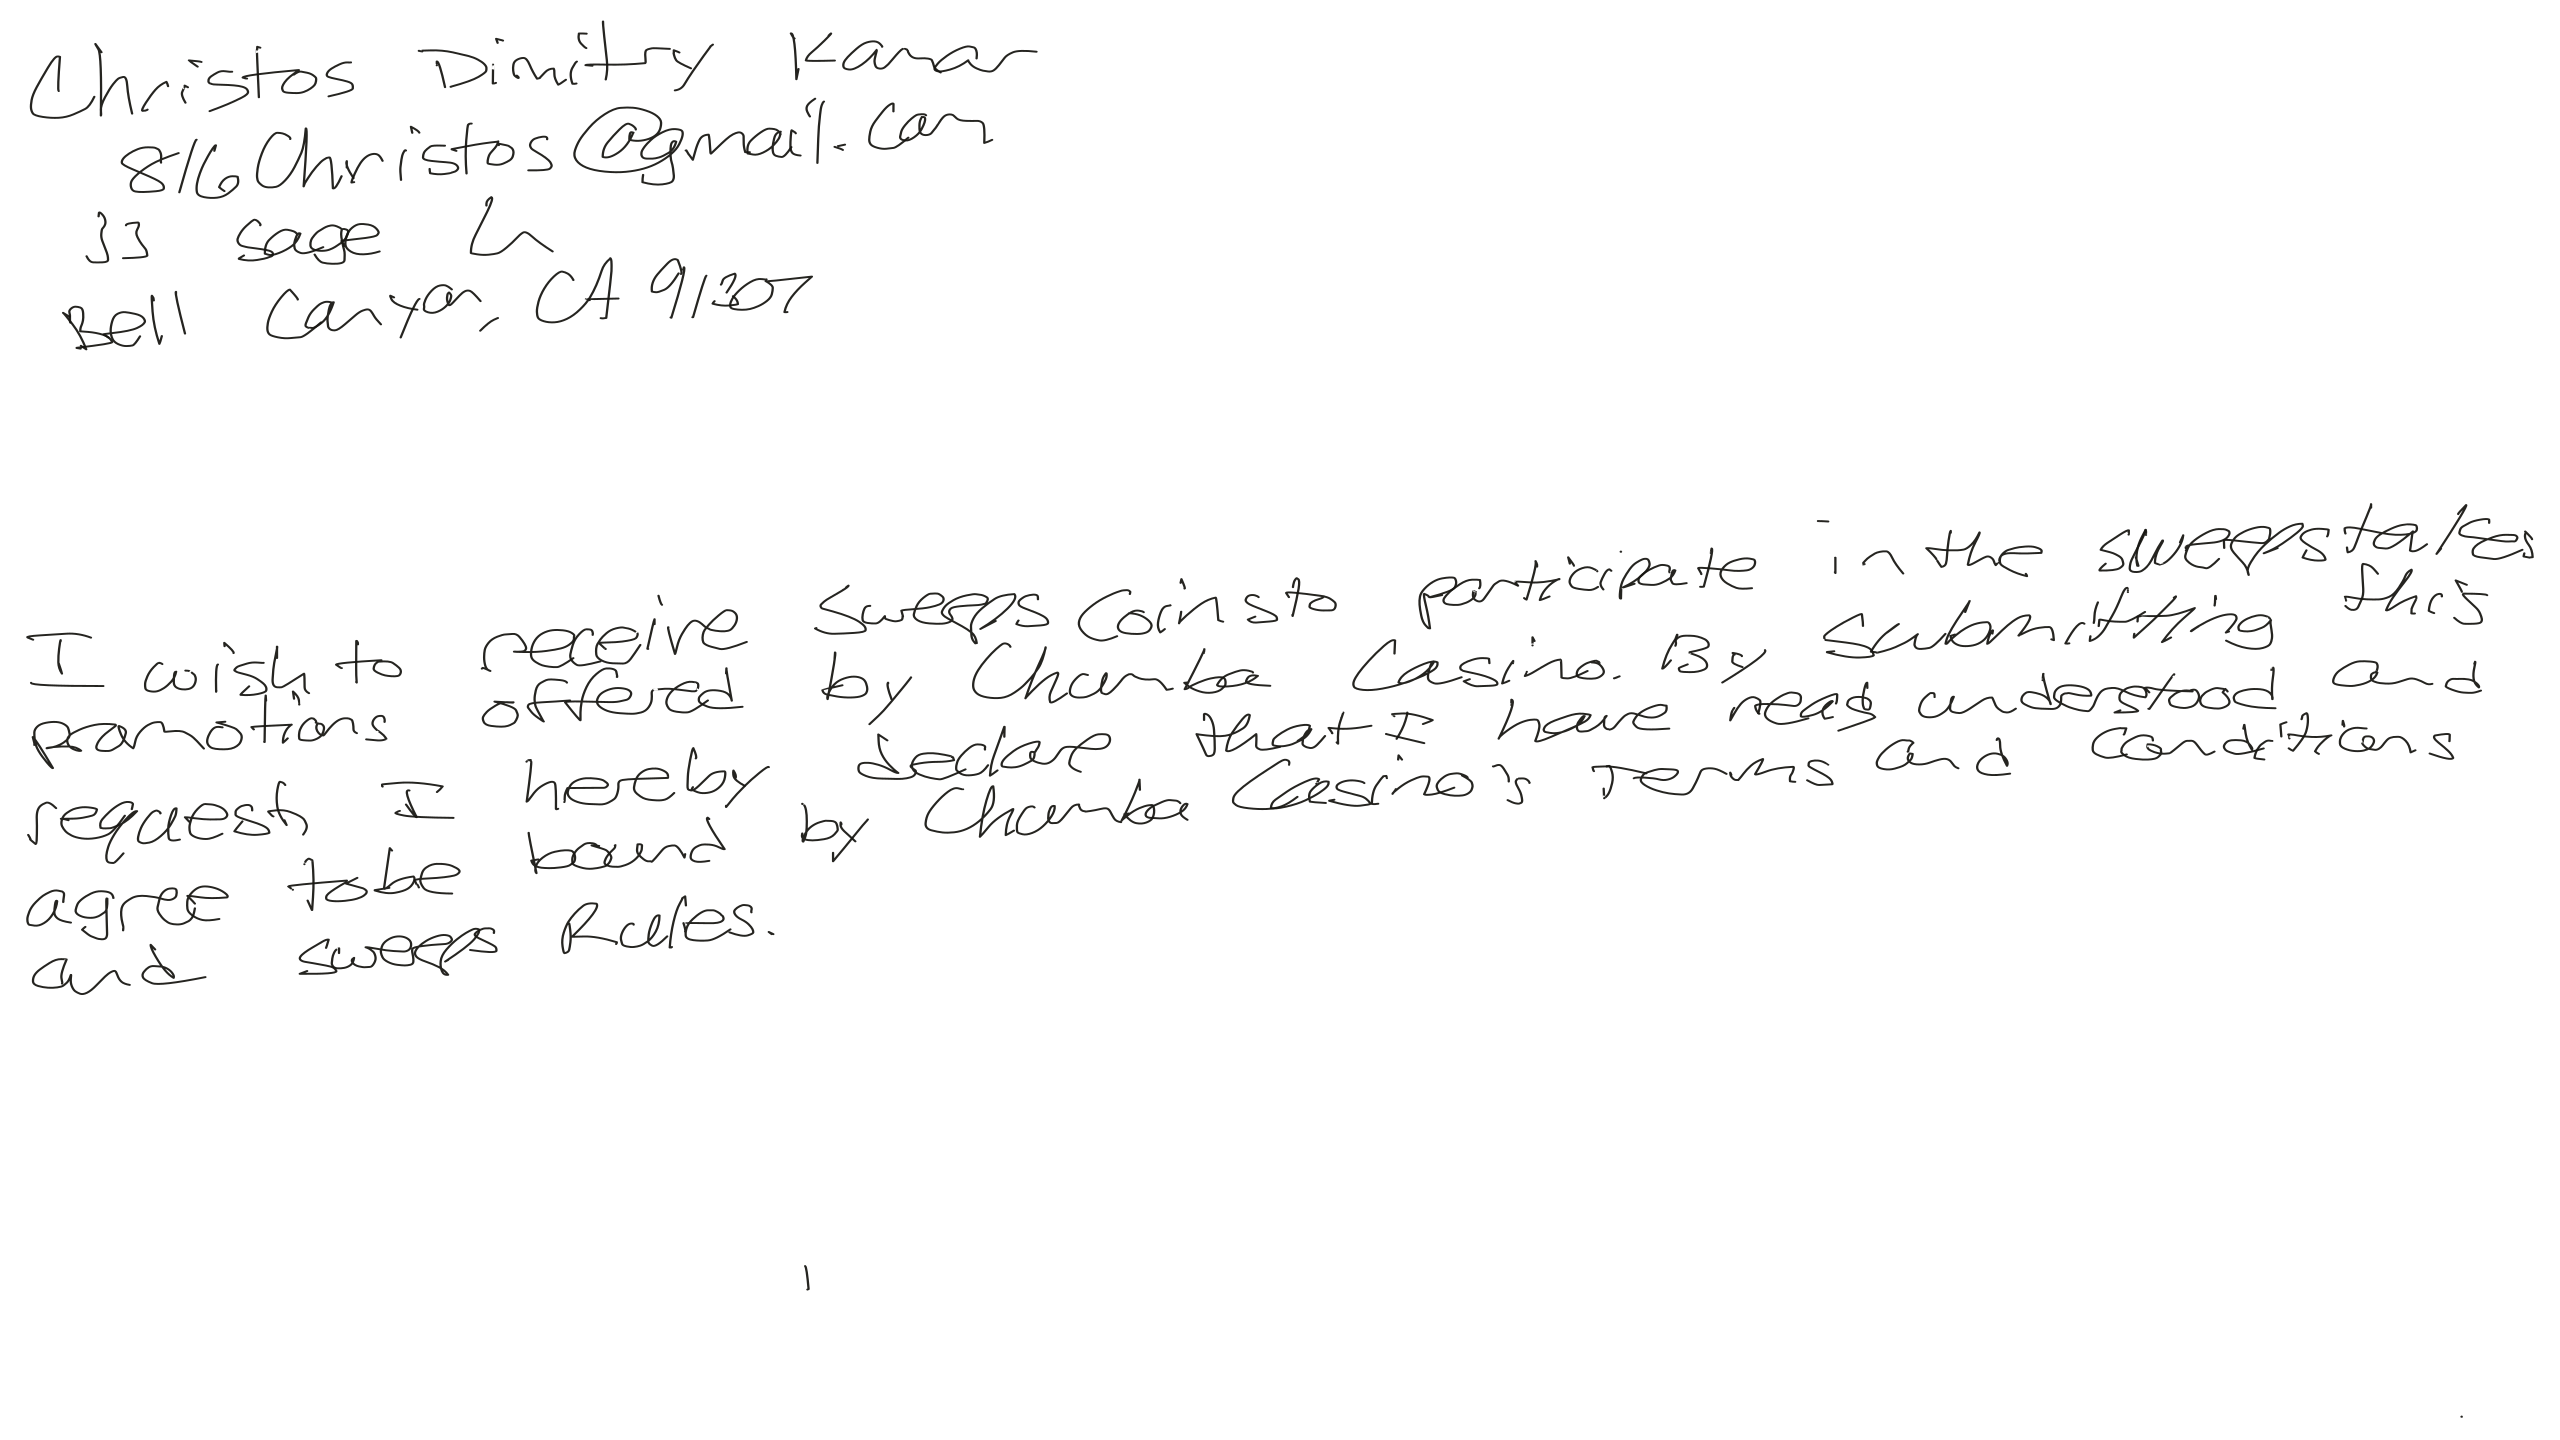 Christos Dimitry Kamar
816Christos@gmail.com
33 Sage Ln
Bell Canyon, CA 91307
I wish to receive Sweeps Coins to participate in the sweepstakes
promotions offered by Chumba Casino. By submitting this
request, I hereby declare that I have read understood and
agree to be bound by Chumba Casino's Terms and Conditions
and Sweeps Rules.